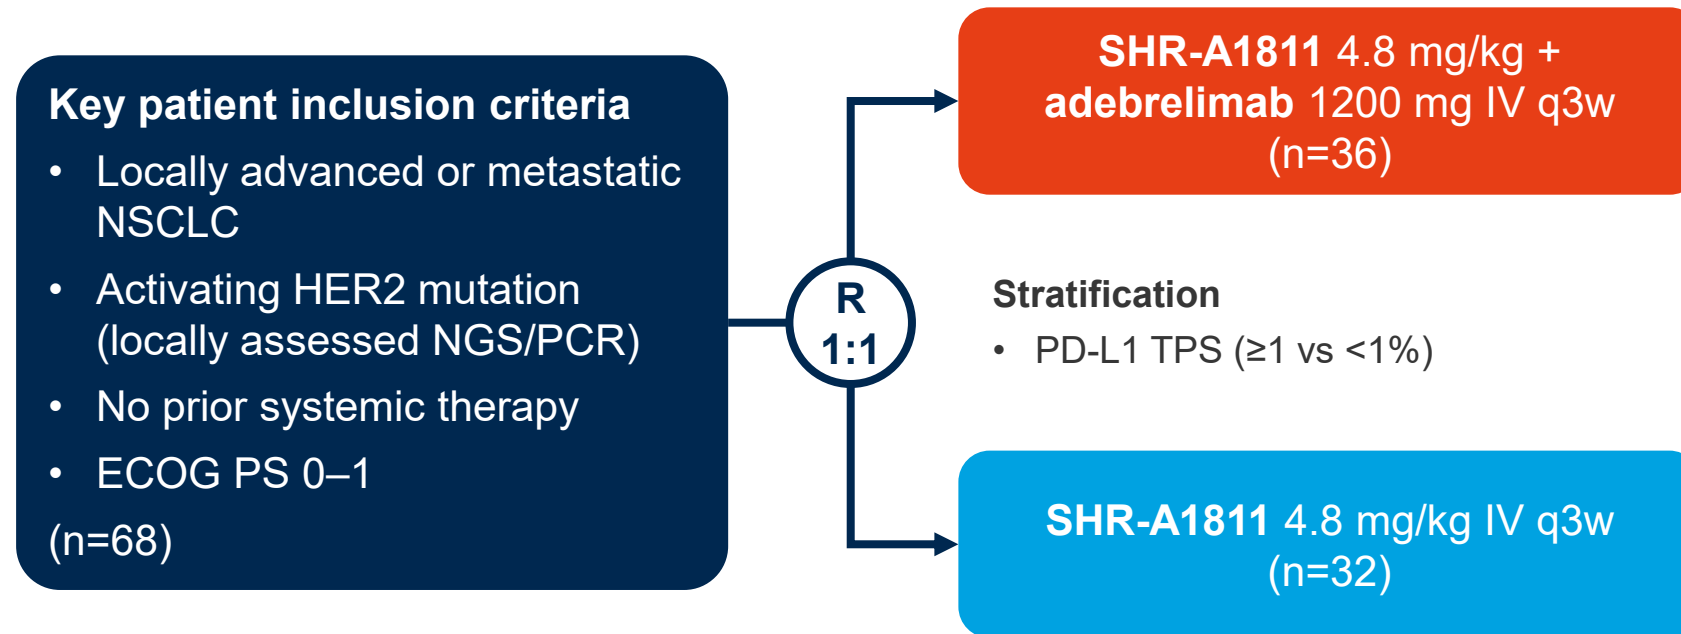 Key patient inclusion criteria
• Locally advanced or metastatic
NSCLC
• Activating HER2 mutation
(locally assessed NGS/PCR)
• No prior systemic therapy
• ECOG PS 0–1
(n=68)
R
1:1
SHR-A1811 4.8 mg/kg +
adebrelimab 1200 mg IV q3w
(n=36)
Stratification
• PD-L1 TPS (≥1 vs <1%)
SHR-A1811 4.8 mg/kg IV q3w
(n=32)